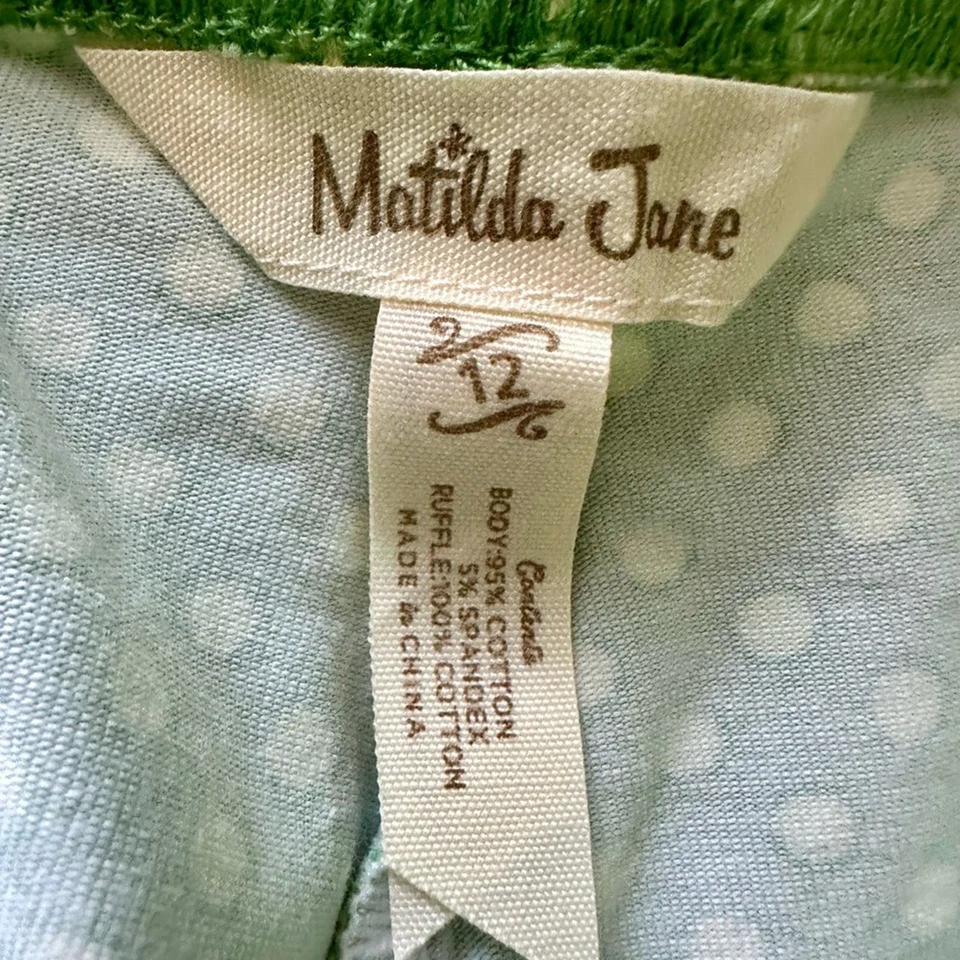 Matilda Jane
12
Contents
BODY:95% COTTON
5% SPANDEX
RUFFLE:100% COTTON
MADE in CHINA